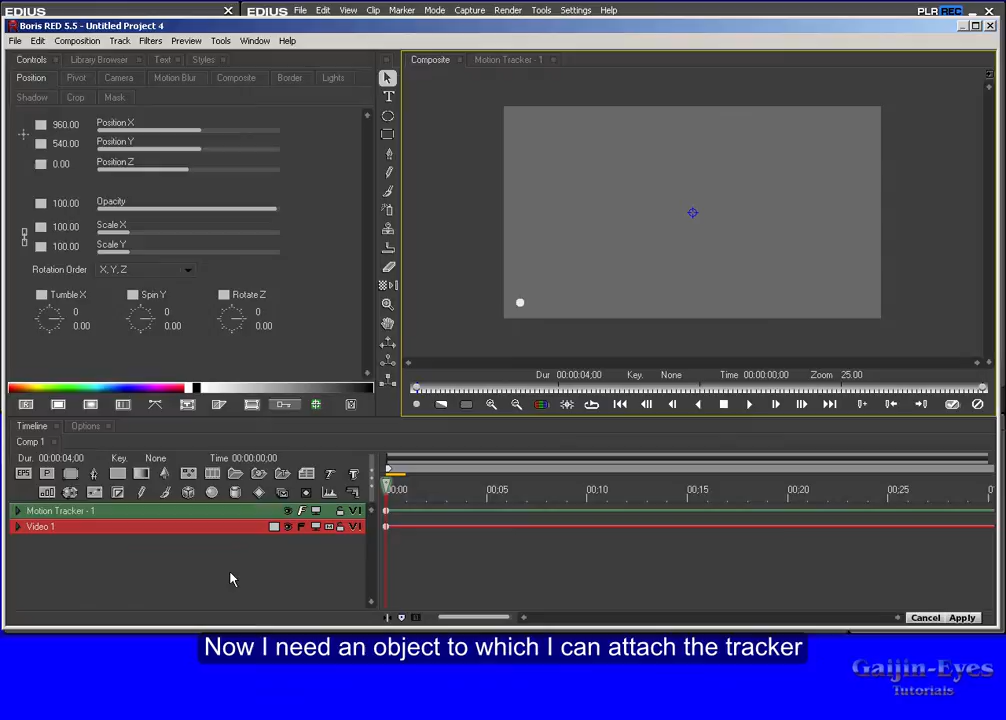 EDIUS
EDIUS File Edit View Clip Marker Mode Capture Render Tools Settings Help PLR REC
Boris RED 5.5 - Untitled Project 4
File Edit Composition Track Filters Preview Tools Window Help
Controls Library Browser Text Styles
Composite Motion Tracker - 1
Position Pivot Camera Motion Blur Composite Border Lights
Shadow Crop Mask
960.00 Position X
540.00 Position Y
0.00 Position Z
100.00 Opacity
100.00 Scale X
100.00 Scale Y
Rotation Order X, Y, Z
Tumble X Spin Y Rotate Z
0 0 0
0.00 0.00 0.00
Dur 00:00:04;00 Key. None Time 00:00:00;00 Zoom 25.00
Timeline Options
Comp 1
Dur. 00:00:04;00 Key. None Time 00:00:00;00
00:00 00:05 00:10 00:15 00:20 00:25 0
Motion Tracker - 1
Video 1
Cancel Apply
Now I need an object to which I can attach the tracker
Gaijin-Eyes
Tutorials